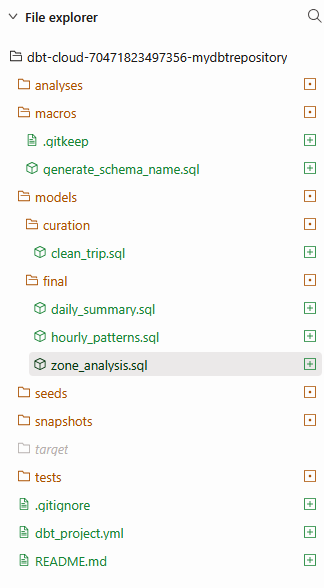 File explorer
dbt-cloud-70471823497356-mydbtrepository
analyses
macros
.gitkeep
generate_schema_name.sql
models
curation
clean_trip.sql
final
daily_summary.sql
hourly_patterns.sql
zone_analysis.sql
seeds
snapshots
target
tests
.gitignore
dbt_project.yml
README.md